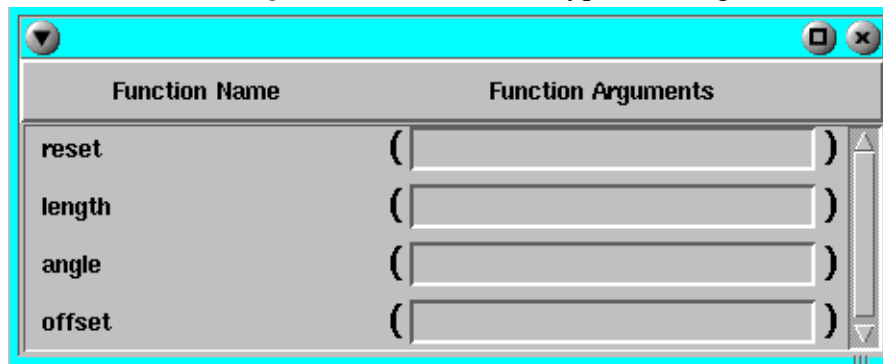 Function Name Function Arguments
reset ( )
length ( )
angle ( )
offset ( )